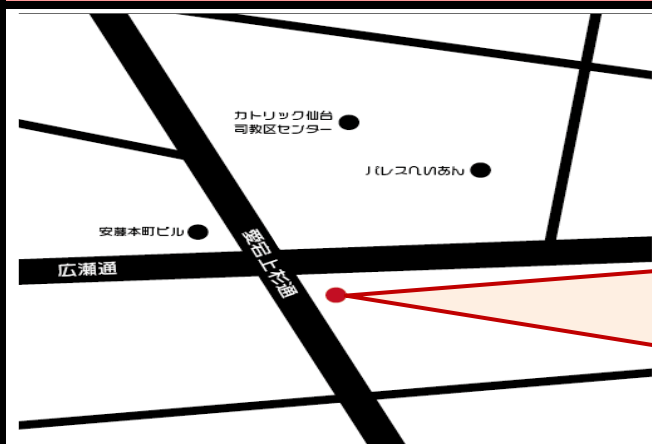 カトリック仙台
司教区センター
パレスへいあん
安藤本町ビル
愛宕上杉通
広瀬通